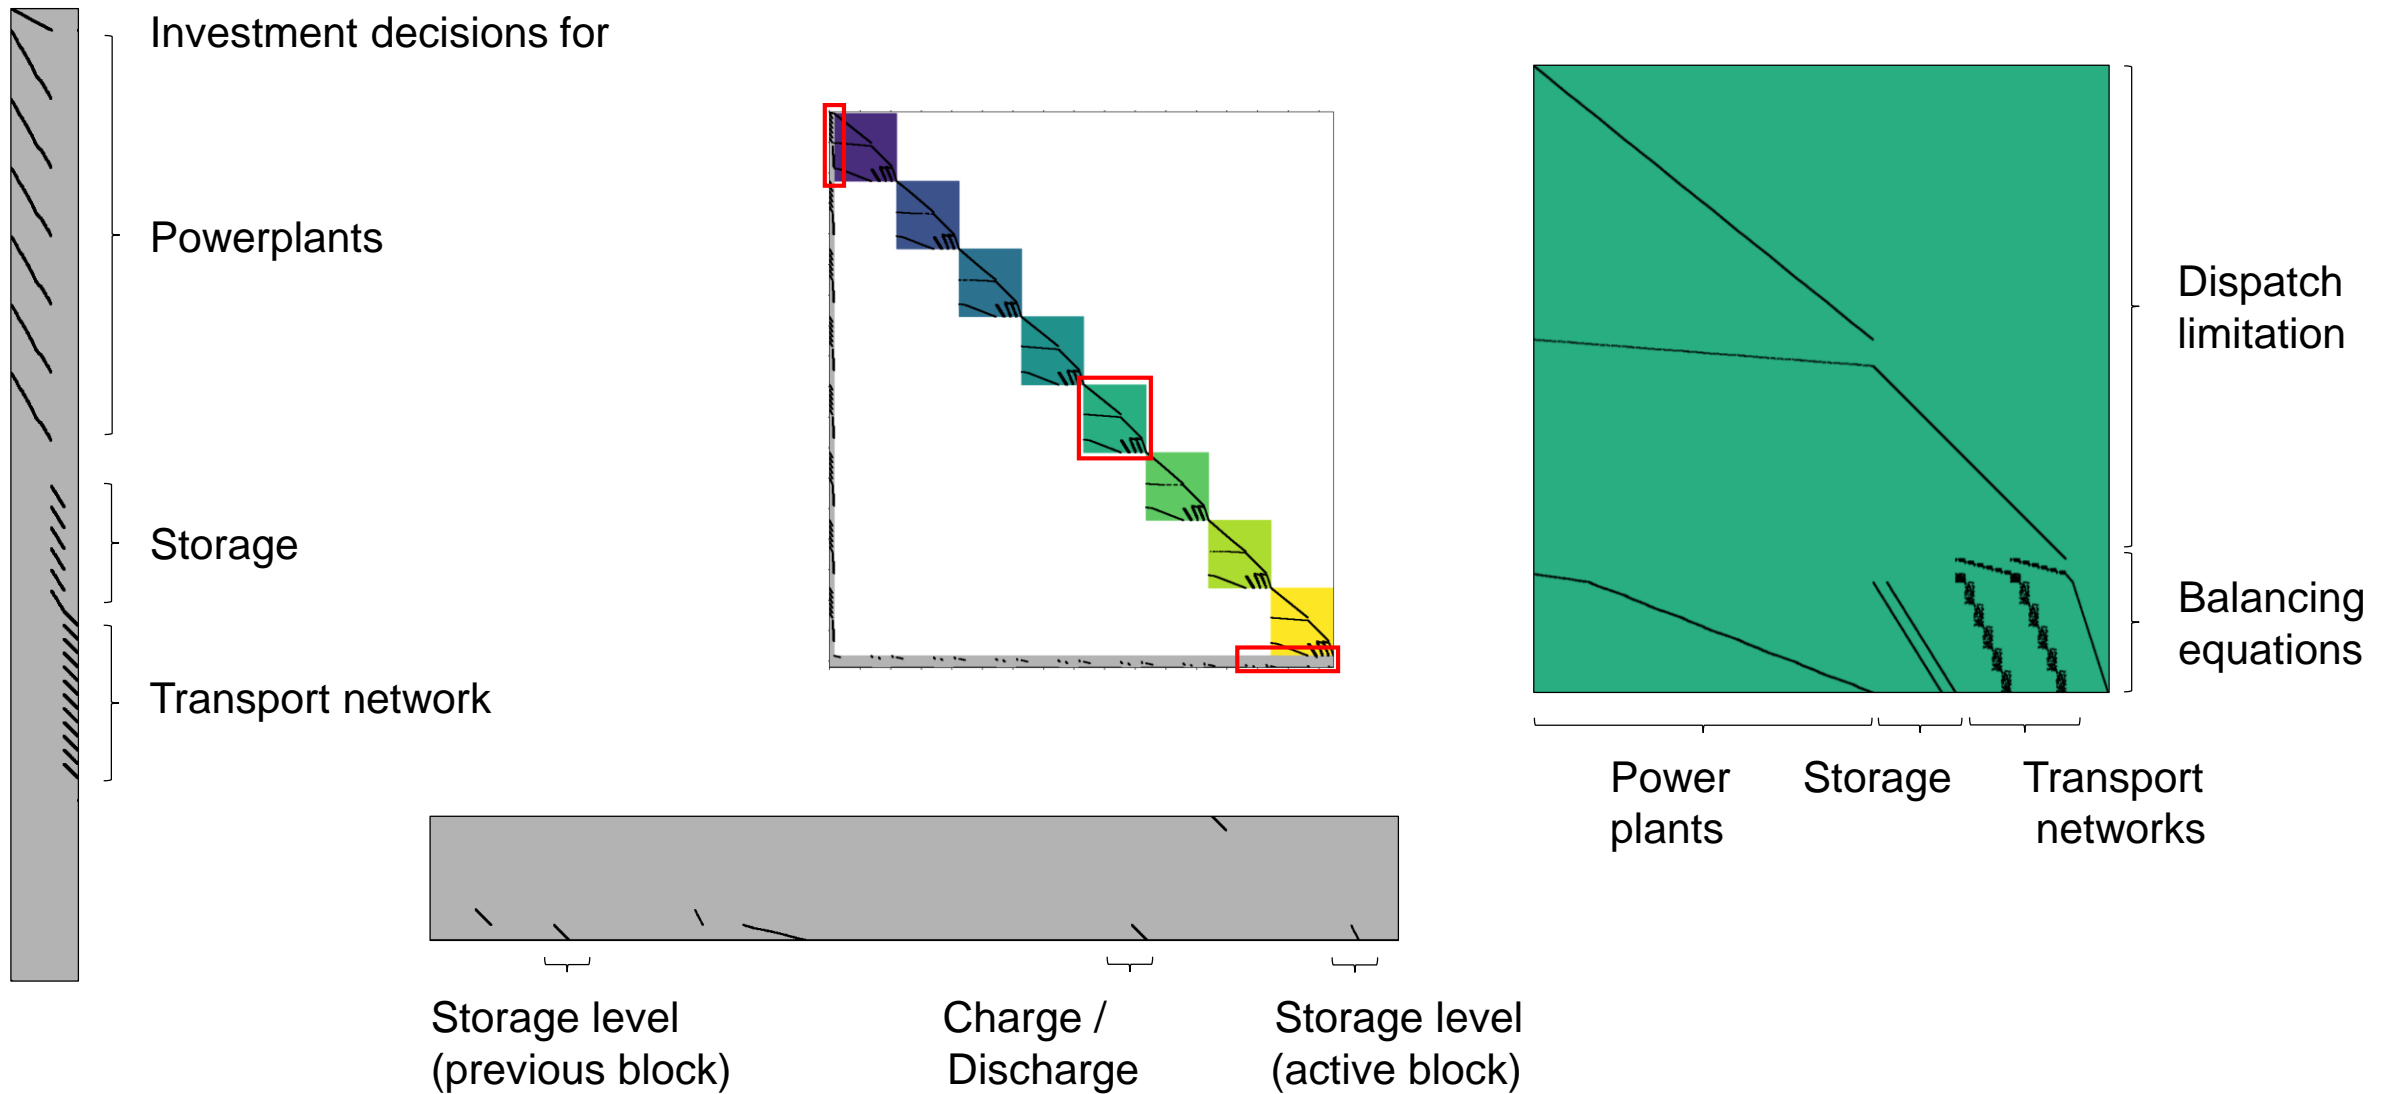 Investment decisions for
Powerplants
Storage
Transport network
Dispatch
limitation
Balancing
equations
Power
plants
Storage
Transport
networks
Storage level
(previous block)
Charge /
Discharge
Storage level
(active block)